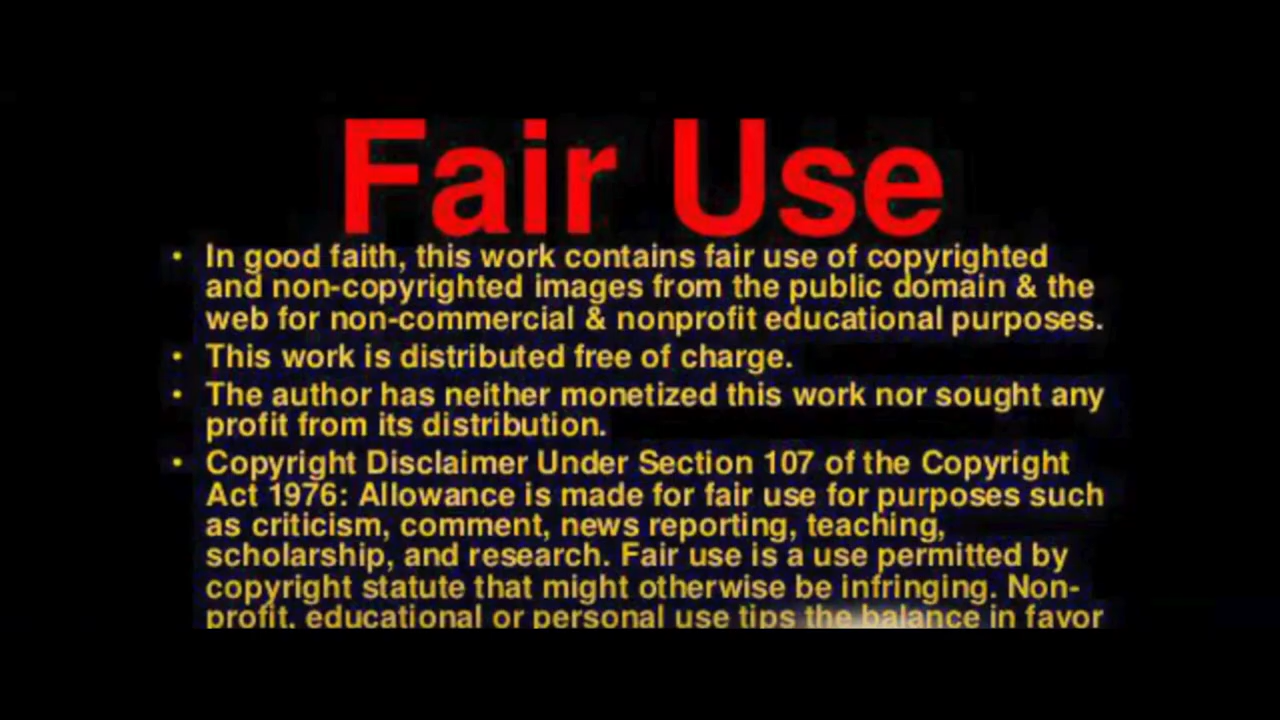 Fair Use
• In good faith, this work contains fair use of copyrighted
and non-copyrighted images from the public domain & the
web for non-commercial & nonprofit educational purposes.
• This work is distributed free of charge.
• The author has neither monetized this work nor sought any
profit from its distribution.
• Copyright Disclaimer Under Section 107 of the Copyright
Act 1976: Allowance is made for fair use for purposes such
as criticism, comment, news reporting, teaching,
scholarship, and research. Fair use is a use permitted by
copyright statute that might otherwise be infringing. Non-
profit, educational or personal use tips the balance in favor